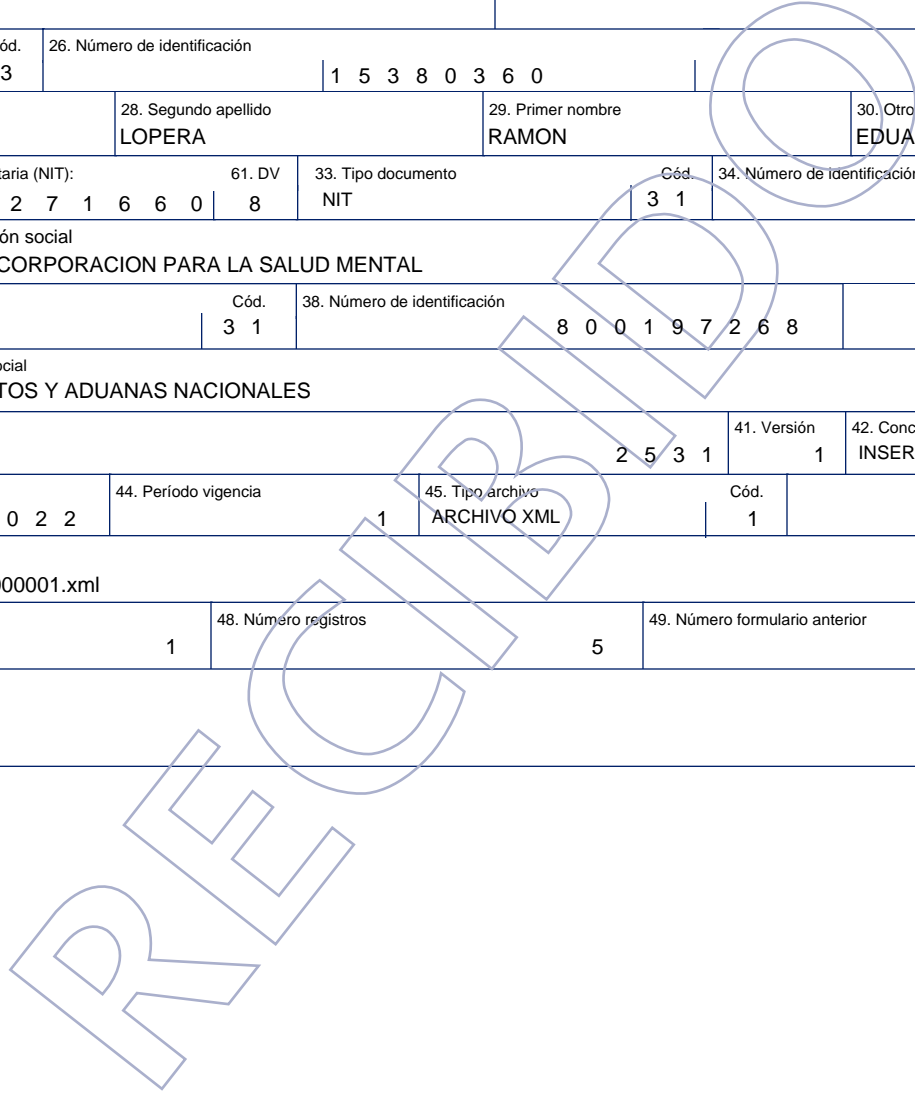 ód. 26. Número de identificación
3 1 5 3 8 0 3 6 0
28. Segundo apellido 29. Primer nombre 30. Otro
LOPERA RAMON EDUA
taria (NIT): 61. DV 33. Tipo documento Cód. 34. Número de identificación
2 7 1 6 6 0 8 NIT 3 1
ón social
CORPORACION PARA LA SALUD MENTAL
Cód. 38. Número de identificación
3 1 8 0 0 1 9 7 2 6 8
ocial
TOS Y ADUANAS NACIONALES
41. Versión 42. Conc
2 5 3 1 1 INSER
44. Período vigencia 45. Tipo archivo Cód.
0 2 2 1 ARCHIVO XML 1
000001.xml
48. Número registros 49. Número formulario anterior
1 5
RECIBIDO